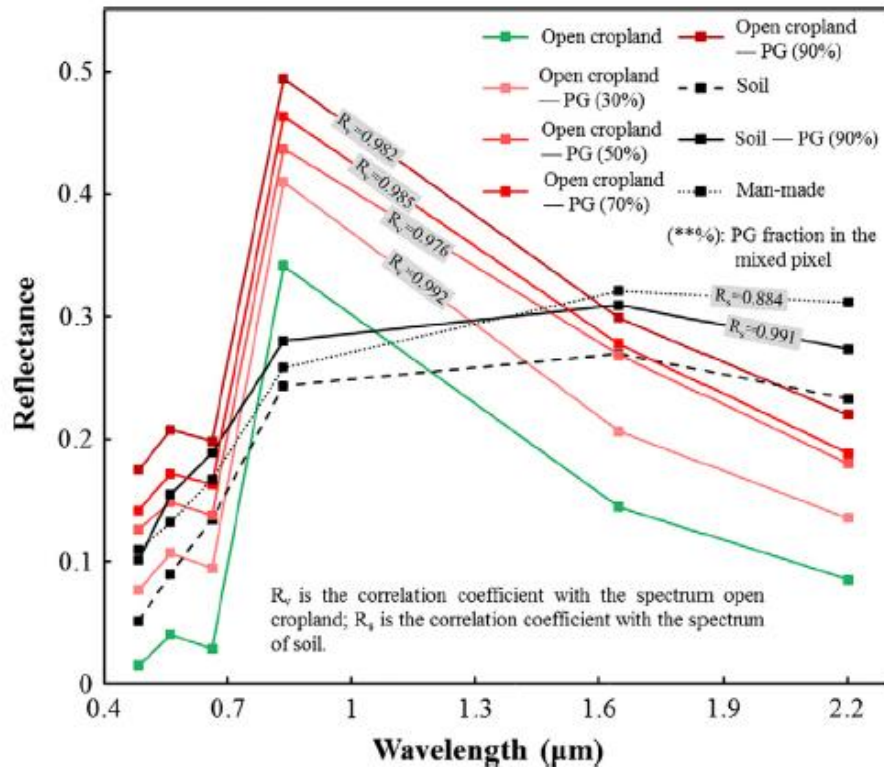 0.5
0.4
0.3
0.2
0.1
0
Reflectance
0.4
0.7
1
1.3
1.6
1.9
2.2
Wavelength (μm)
Open cropland
Open cropland
— PG (30%)
Open cropland
— PG (50%)
Open cropland
— PG (70%)
Open cropland
— PG (90%)
Soil
Soil — PG (90%)
Man-made
(**%): PG fraction in the
mixed pixel
Rᵥ=0.982
Rᵥ=0.985
Rᵥ=0.976
Rᵥ=0.992
Rₛ=0.884
Rₛ=0.991
Rᵥ is the correlation coefficient with the spectrum open
cropland; Rₛ is the correlation coefficient with the spectrum
of soil.